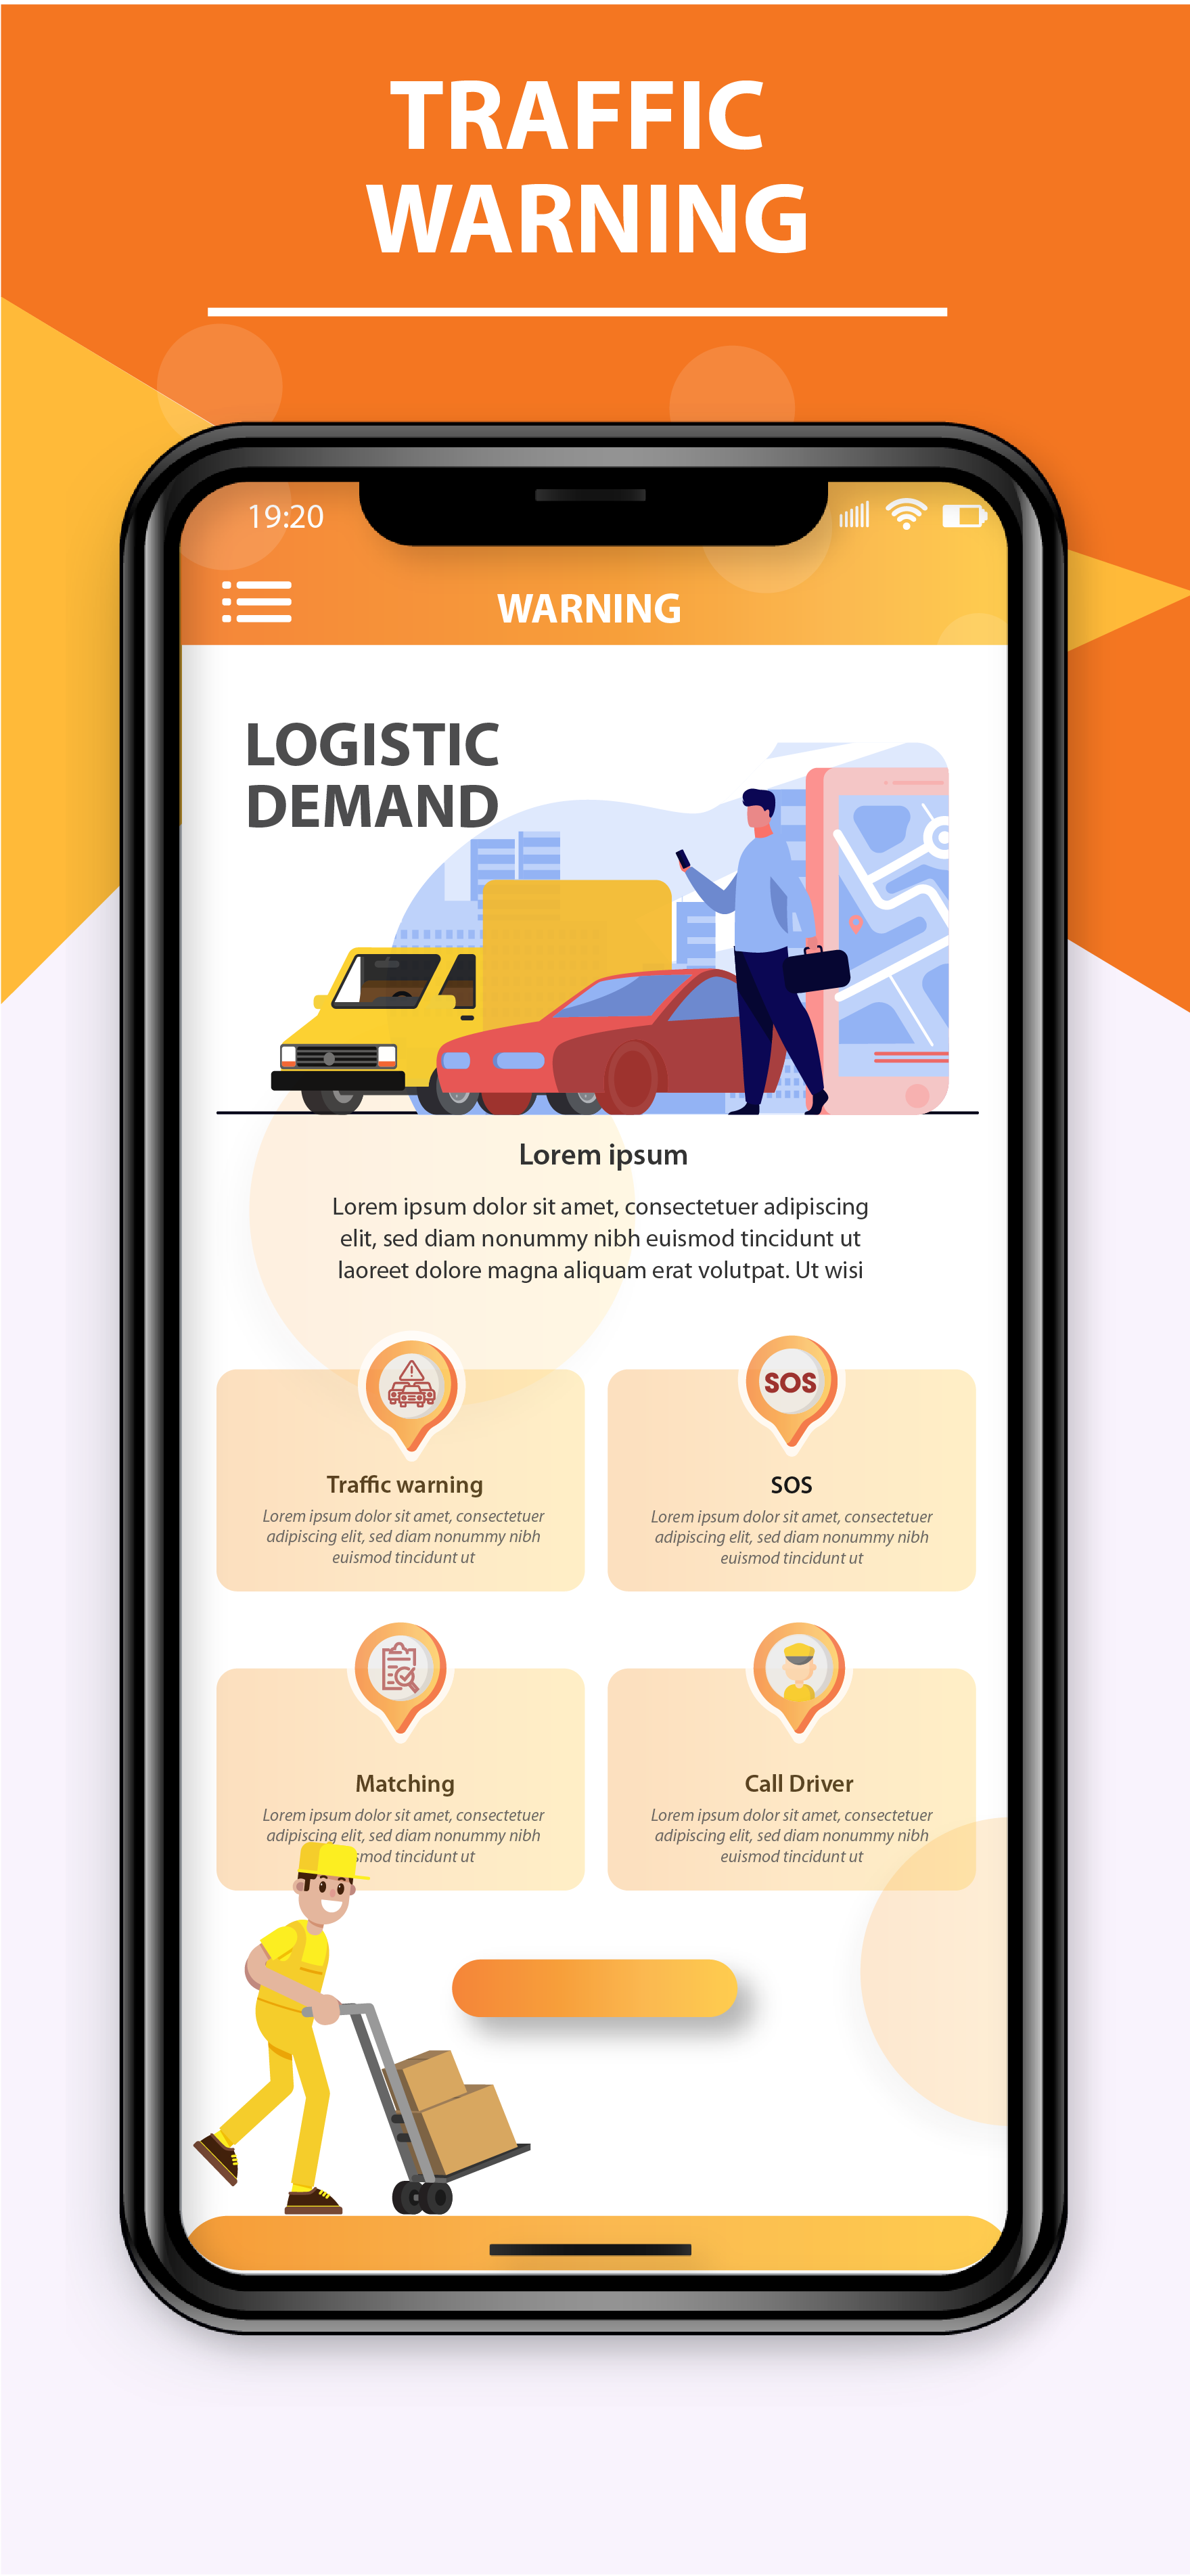 TRAFFIC
WARNING
19:20
WARNING
LOGISTIC
DEMAND
Lorem ipsum
Lorem ipsum dolor sit amet, consectetuer adipiscing
elit, sed diam nonummy nibh euismod tincidunt ut
laoreet dolore magna aliquam erat volutpat. Ut wisi
Traffic warning
Lorem ipsum dolor sit amet, consectetuer
adipiscing elit, sed diam nonummy nibh
euismod tincidunt ut
SOS
SOS
Lorem ipsum dolor sit amet, consectetuer
adipiscing elit, sed diam nonummy nibh
euismod tincidunt ut
Matching
Lorem ipsum dolor sit amet, consectetuer
adipiscing elit, sed diam nonummy nibh
tincidunt ut
Call Driver
Lorem ipsum dolor sit amet, consectetuer
adipiscing elit, sed diam nonummy nibh
euismod tincidunt ut